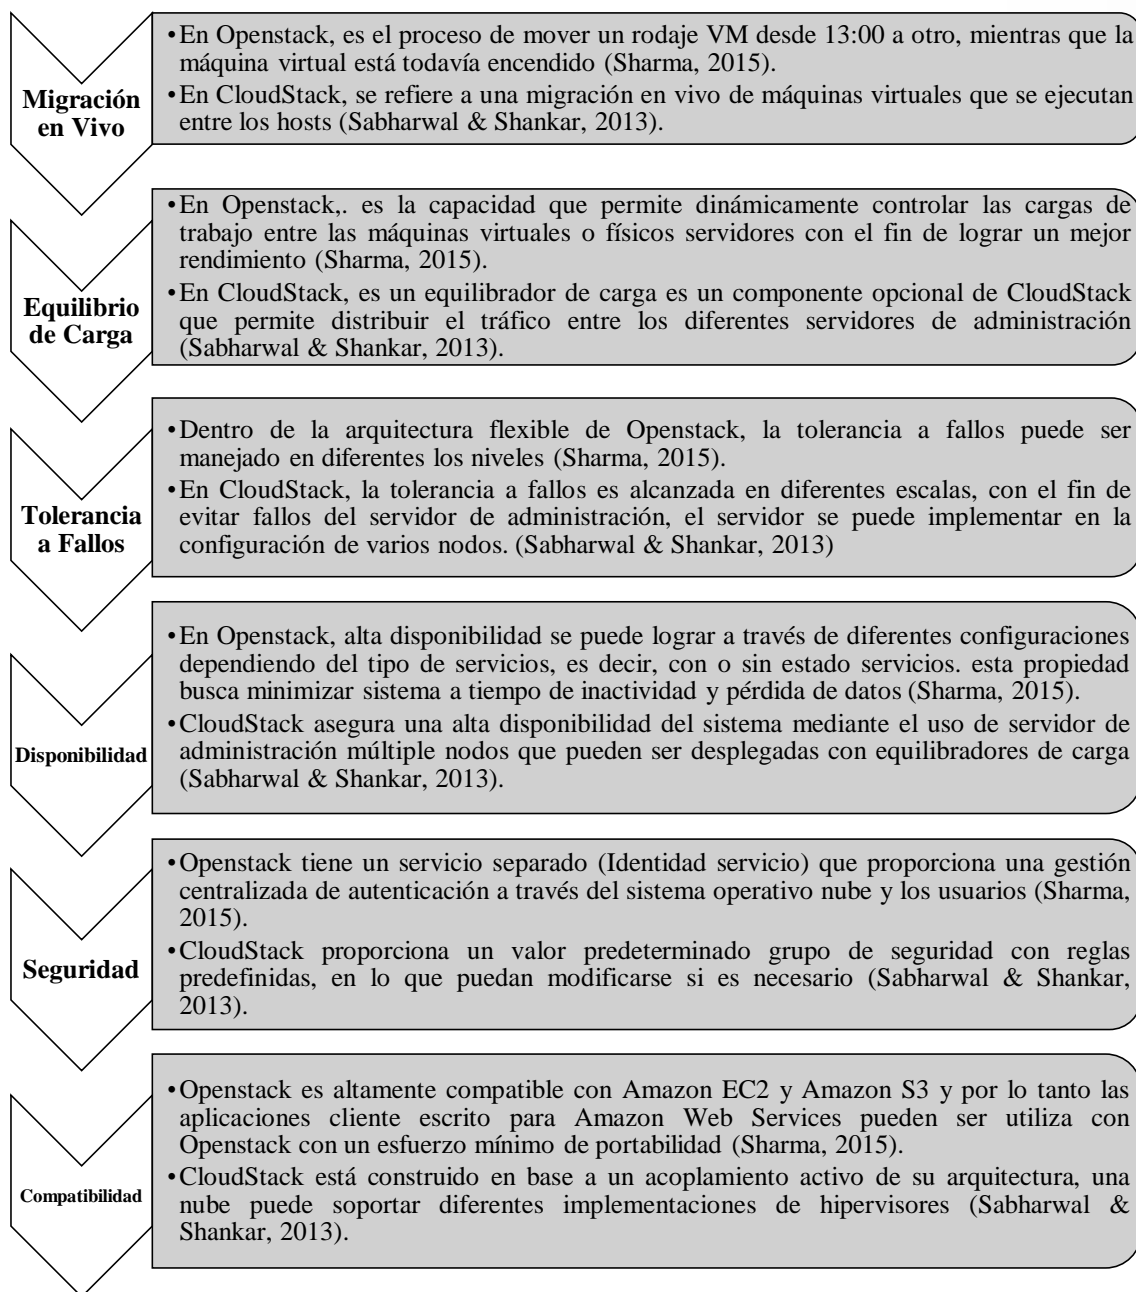 Migración
en Vivo
•En Openstack, es el proceso de mover un rodaje VM desde 13:00 a otro, mientras que la
máquina virtual está todavía encendido (Sharma, 2015).
•En CloudStack, se refiere a una migración en vivo de máquinas virtuales que se ejecutan
entre los hosts (Sabharwal & Shankar, 2013).
Equilibrio
de Carga
•En Openstack,. es la capacidad que permite dinámicamente controlar las cargas de
trabajo entre las máquinas virtuales o físicos servidores con el fin de lograr un mejor
rendimiento (Sharma, 2015).
•En CloudStack, es un equilibrador de carga es un componente opcional de CloudStack
que permite distribuir el tráfico entre los diferentes servidores de administración
(Sabharwal & Shankar, 2013).
Tolerancia
a Fallos
•Dentro de la arquitectura flexible de Openstack, la tolerancia a fallos puede ser
manejado en diferentes los niveles (Sharma, 2015).
•En CloudStack, la tolerancia a fallos es alcanzada en diferentes escalas, con el fin de
evitar fallos del servidor de administración, el servidor se puede implementar en la
configuración de varios nodos. (Sabharwal & Shankar, 2013)
Disponibilidad
•En Openstack, alta disponibilidad se puede lograr a través de diferentes configuraciones
dependiendo del tipo de servicios, es decir, con o sin estado servicios. esta propiedad
busca minimizar sistema a tiempo de inactividad y pérdida de datos (Sharma, 2015).
•CloudStack asegura una alta disponibilidad del sistema mediante el uso de servidor de
administración múltiple nodos que pueden ser desplegadas con equilibradores de carga
(Sabharwal & Shankar, 2013).
Seguridad
•Openstack tiene un servicio separado (Identidad servicio) que proporciona una gestión
centralizada de autenticación a través del sistema operativo nube y los usuarios (Sharma,
2015).
•CloudStack proporciona un valor predeterminado grupo de seguridad con reglas
predefinidas, en lo que puedan modificarse si es necesario (Sabharwal & Shankar,
2013).
Compatibilidad
•Openstack es altamente compatible con Amazon EC2 y Amazon S3 y por lo tanto las
aplicaciones cliente escrito para Amazon Web Services pueden ser utiliza con
Openstack con un esfuerzo mínimo de portabilidad (Sharma, 2015).
•CloudStack está construido en base a un acoplamiento activo de su arquitectura, una
nube puede soportar diferentes implementaciones de hipervisores (Sabharwal &
Shankar, 2013).